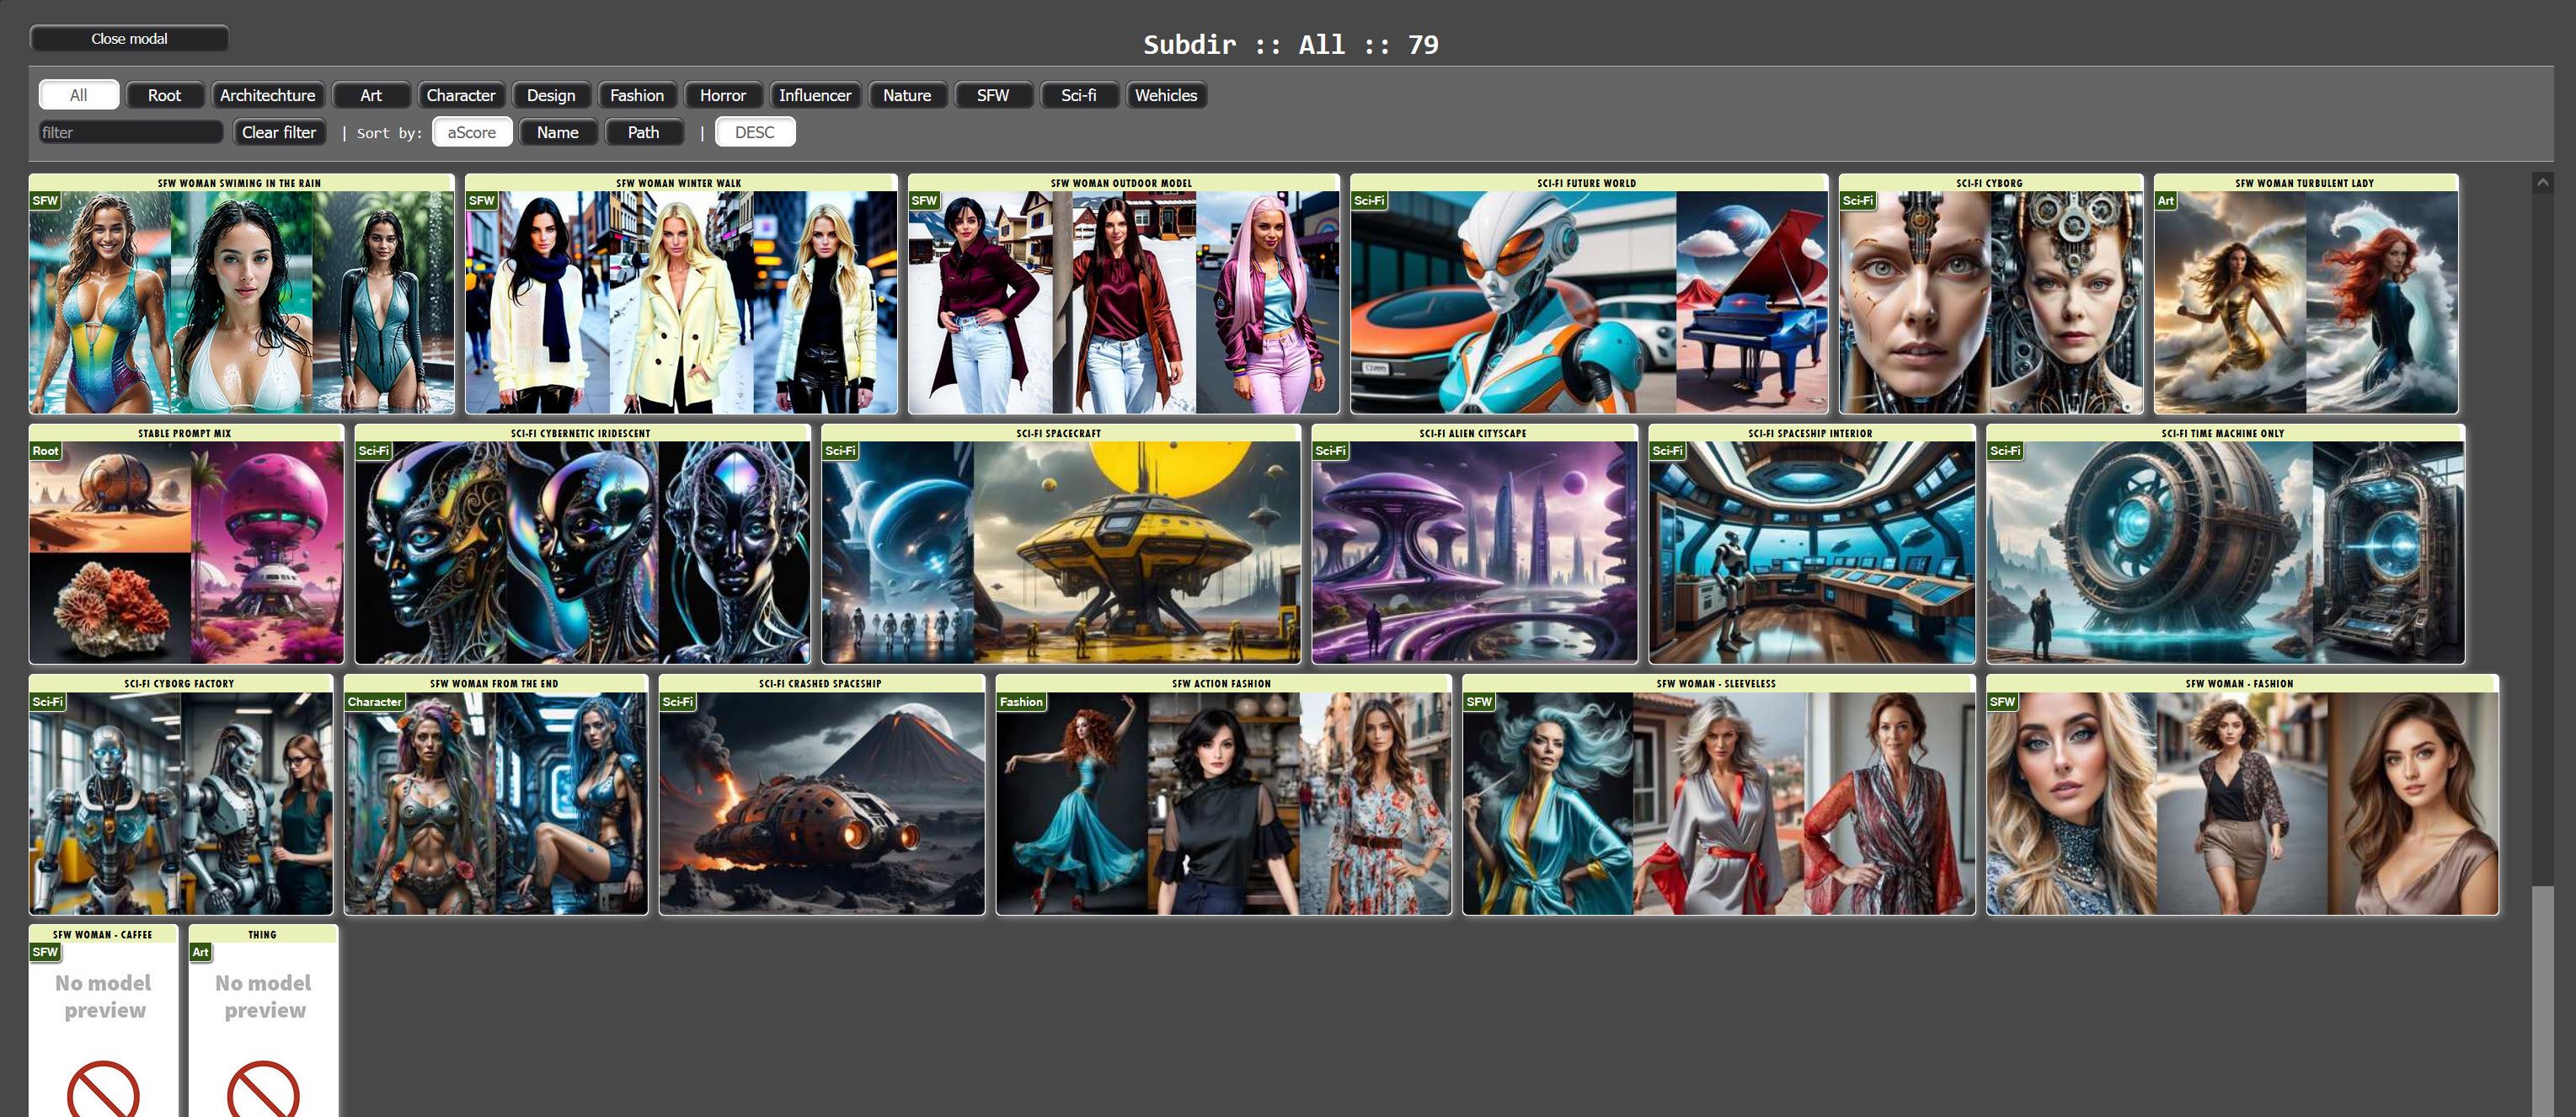 Close modal
Subdir :: All :: 79
All Root Architechture Art Character Design Fashion Horror Influencer Nature SFW Sci-fi Wehicles
filter Clear filter | Sort by: aScore Name Path | DESC
SFW WOMAN SWIMING IN THE RAIN
SFW
SFW WOMAN WINTER WALK
SFW
SFW WOMAN OUTDOOR MODEL
SFW
SCI-FI FUTURE WORLD
Sci-Fi
SCI-FI CYBORG
Sci-Fi
SFW WOMAN TURBULENT LADY
Art
STABLE PROMPT MIX
Root
SCI-FI CYBERNETIC IRIDESCENT
Sci-Fi
SCI-FI SPACECRAFT
Sci-Fi
SCI-FI ALIEN CITYSCAPE
Sci-Fi
SCI-FI SPACESHIP INTERIOR
Sci-Fi
SCI-FI TIME MACHINE ONLY
Sci-Fi
SCI-FI CYBORG FACTORY
Sci-Fi
SFW WOMAN FROM THE END
Character
SCI-FI CRASHED SPACESHIP
Sci-Fi
SFW ACTION FASHION
Fashion
SFW WOMAN - SLEEVELESS
SFW
SFW WOMAN - FASHION
SFW
SFW WOMAN - CAFFEE
SFW
No model
preview
THING
Art
No model
preview